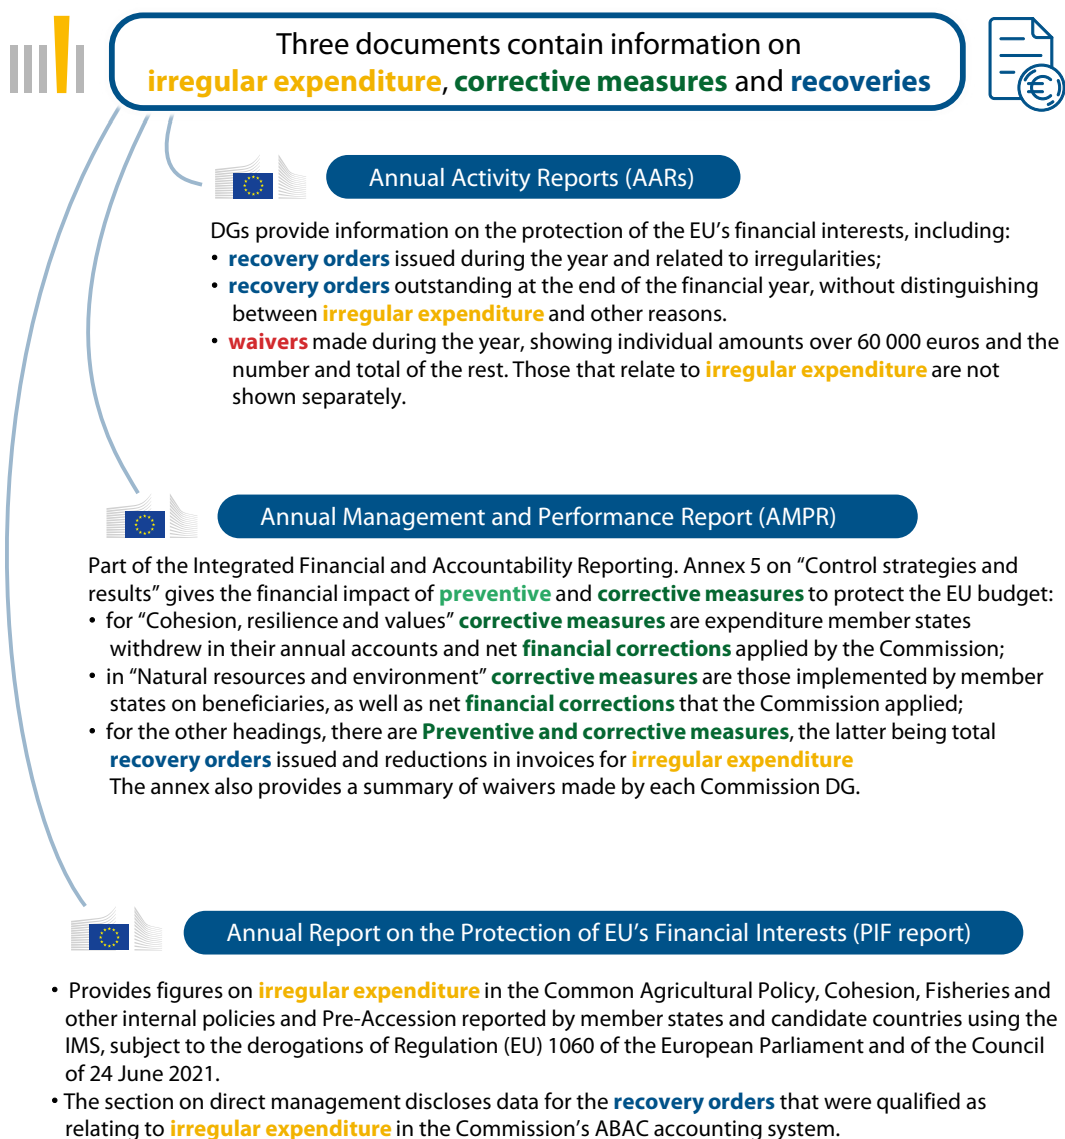 Three documents contain information on
irregular expenditure, corrective measures and recoveries
Annual Activity Reports (AARs)
DGs provide information on the protection of the EU’s financial interests, including:
• recovery orders issued during the year and related to irregularities;
• recovery orders outstanding at the end of the financial year, without distinguishing
between irregular expenditure and other reasons.
• waivers made during the year, showing individual amounts over 60 000 euros and the
number and total of the rest. Those that relate to irregular expenditure are not
shown separately.
Annual Management and Performance Report (AMPR)
Part of the Integrated Financial and Accountability Reporting. Annex 5 on “Control strategies and
results” gives the financial impact of preventive and corrective measures to protect the EU budget:
• for “Cohesion, resilience and values” corrective measures are expenditure member states
withdrew in their annual accounts and net financial corrections applied by the Commission;
• in “Natural resources and environment” corrective measures are those implemented by member
states on beneficiaries, as well as net financial corrections that the Commission applied;
• for the other headings, there are Preventive and corrective measures, the latter being total
recovery orders issued and reductions in invoices for irregular expenditure
The annex also provides a summary of waivers made by each Commission DG.
Annual Report on the Protection of EU’s Financial Interests (PIF report)
• Provides figures on irregular expenditure in the Common Agricultural Policy, Cohesion, Fisheries and
other internal policies and Pre-Accession reported by member states and candidate countries using the
IMS, subject to the derogations of Regulation (EU) 1060 of the European Parliament and of the Council
of 24 June 2021.
• The section on direct management discloses data for the recovery orders that were qualified as
relating to irregular expenditure in the Commission’s ABAC accounting system.